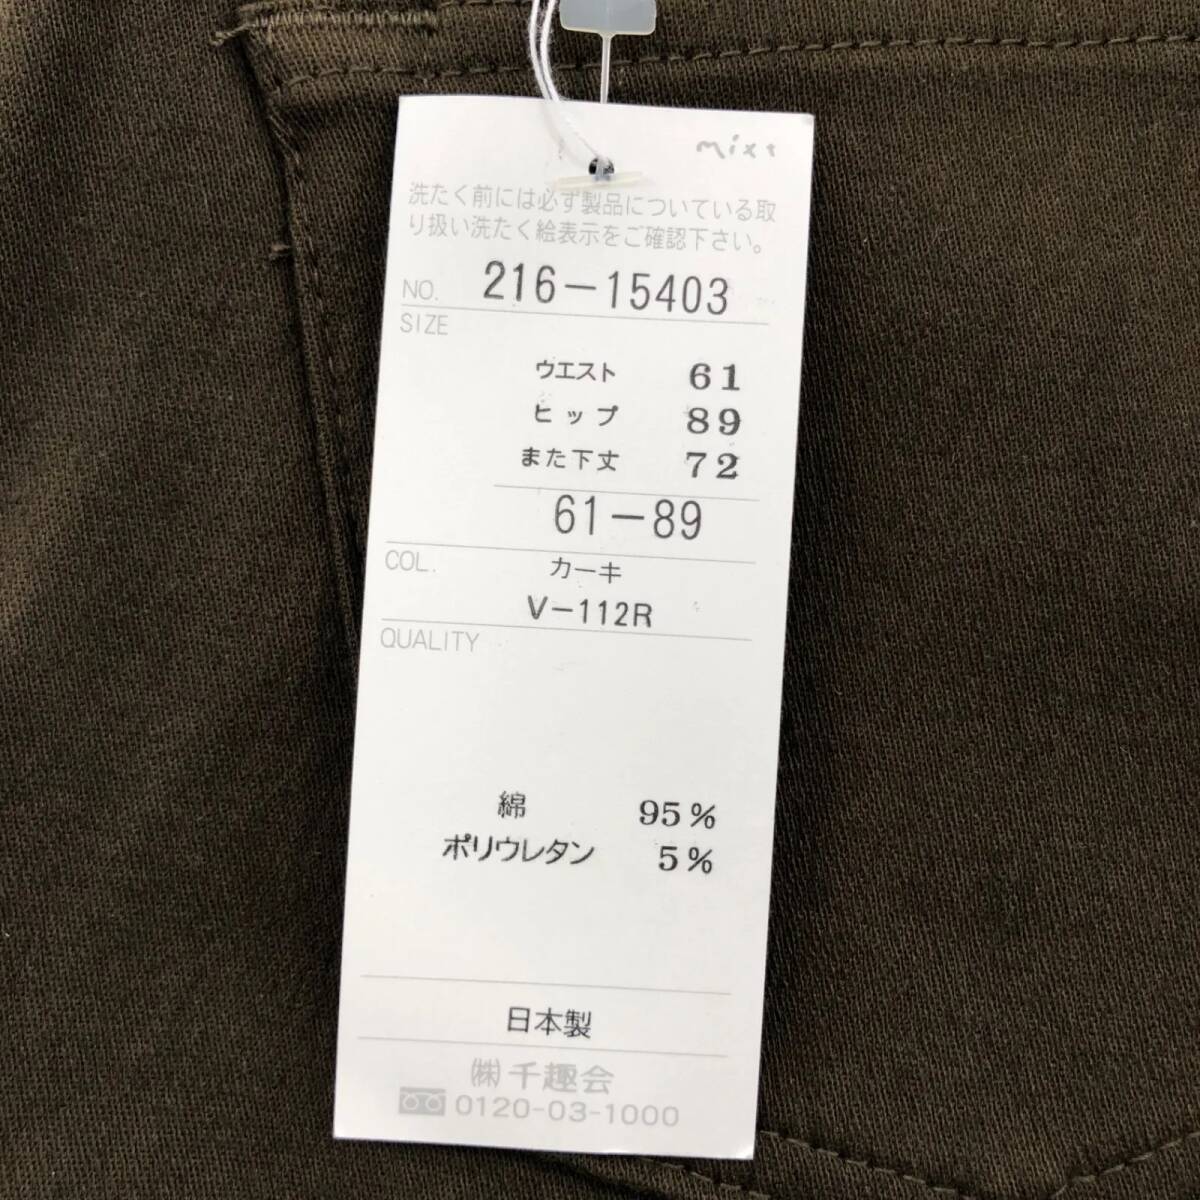 mixt
洗たく前には必ず製品についている取
り扱い洗たく絵表示をご確認下さい。
NO. 216-15403
SIZE
ウエスト 61
ヒップ 89
また下丈 72
61-89
COL. カーキ
V-112R
QUALITY
綿 95%
ポリウレタン 5%
日本製
㈱千趣会
0120-03-1000